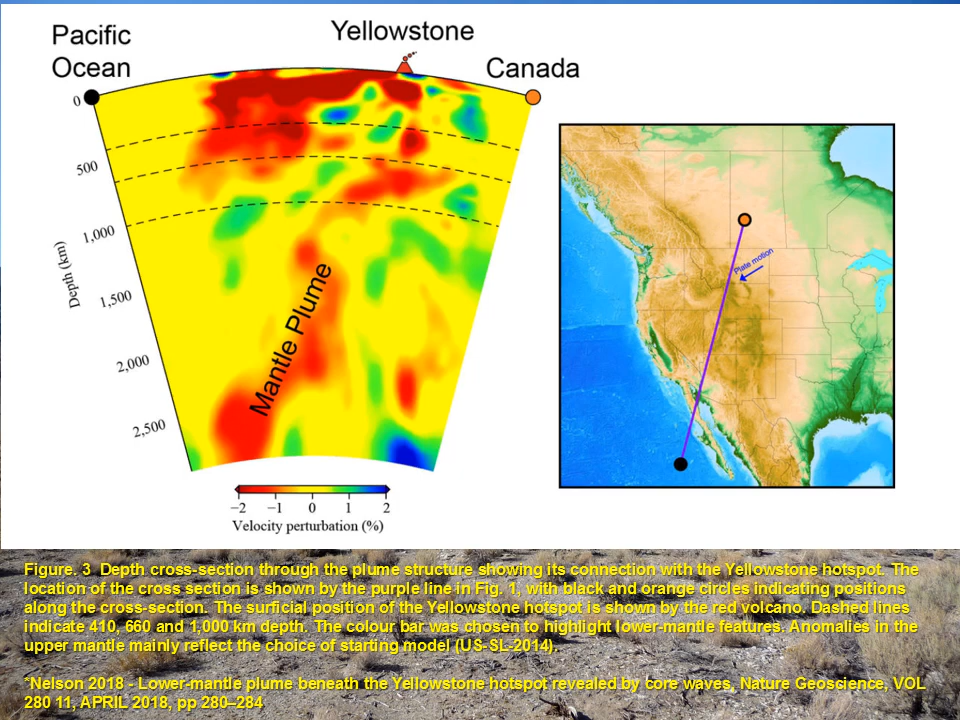 Pacific
Ocean
Yellowstone
Canada
0
500
1,000
1,500
2,000
2,500
Depth (km)
Mantle Plume
Plate motion
−2 −1 0 1 2
Velocity perturbation (%)
Figure. 3 Depth cross-section through the plume structure showing its connection with the Yellowstone hotspot. The
location of the cross section is shown by the purple line in Fig. 1, with black and orange circles indicating positions
along the cross-section. The surficial position of the Yellowstone hotspot is shown by the red volcano. Dashed lines
indicate 410, 660 and 1,000 km depth. The colour bar was chosen to highlight lower-mantle features. Anomalies in the
upper mantle mainly reflect the choice of starting model (US-SL-2014).
*Nelson 2018 - Lower-mantle plume beneath the Yellowstone hotspot revealed by core waves, Nature Geoscience, VOL
280 11, APRIL 2018, pp 280–284